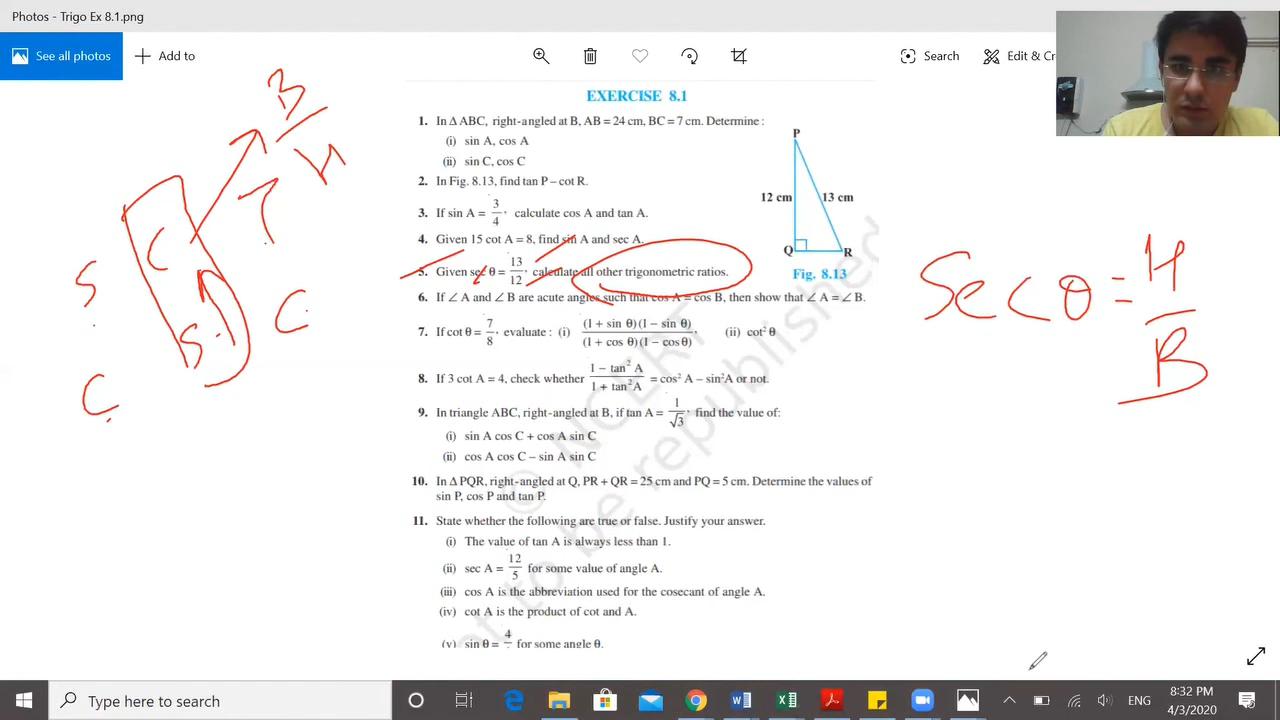 Photos - Trigo Ex 8.1.png
See all photos
Add to
Search
Edit & Cr
EXERCISE 8.1
1. In Δ ABC, right-angled at B, AB = 24 cm, BC = 7 cm. Determine :
(i) sin A, cos A
(ii) sin C, cos C
2. In Fig. 8.13, find tan P – cot R.
3. If sin A = 3/4, calculate cos A and tan A.
4. Given 15 cot A = 8, find sin A and sec A.
5. Given sec θ = 13/12, calculate all other trigonometric ratios.
6. If ∠ A and ∠ B are acute angles such that cos A = cos B, then show that ∠ A = ∠ B.
7. If cot θ = 7/8, evaluate : (i) (1 + sin θ)(1 – sin θ)/(1 + cos θ)(1 – cos θ), (ii) cot² θ
8. If 3 cot A = 4, check whether 1 – tan² A/1 + tan² A = cos² A – sin² A or not.
9. In triangle ABC, right-angled at B, if tan A = 1/√3, find the value of:
(i) sin A cos C + cos A sin C
(ii) cos A cos C – sin A sin C
10. In Δ PQR, right-angled at Q, PR + QR = 25 cm and PQ = 5 cm. Determine the values of
sin P, cos P and tan P.
11. State whether the following are true or false. Justify your answer.
(i) The value of tan A is always less than 1.
(ii) sec A = 12/5 for some value of angle A.
(iii) cos A is the abbreviation used for the cosecant of angle A.
(iv) cot A is the product of cot and A.
(v) sin θ = 4/ for some angle θ.
P
12 cm
13 cm
Q
R
Fig. 8.13
© NCERT
not to be republished
B
H
C
T
S
S
C
C
Sec θ = H/B
Type here to search
ENG
8:32 PM
4/3/2020